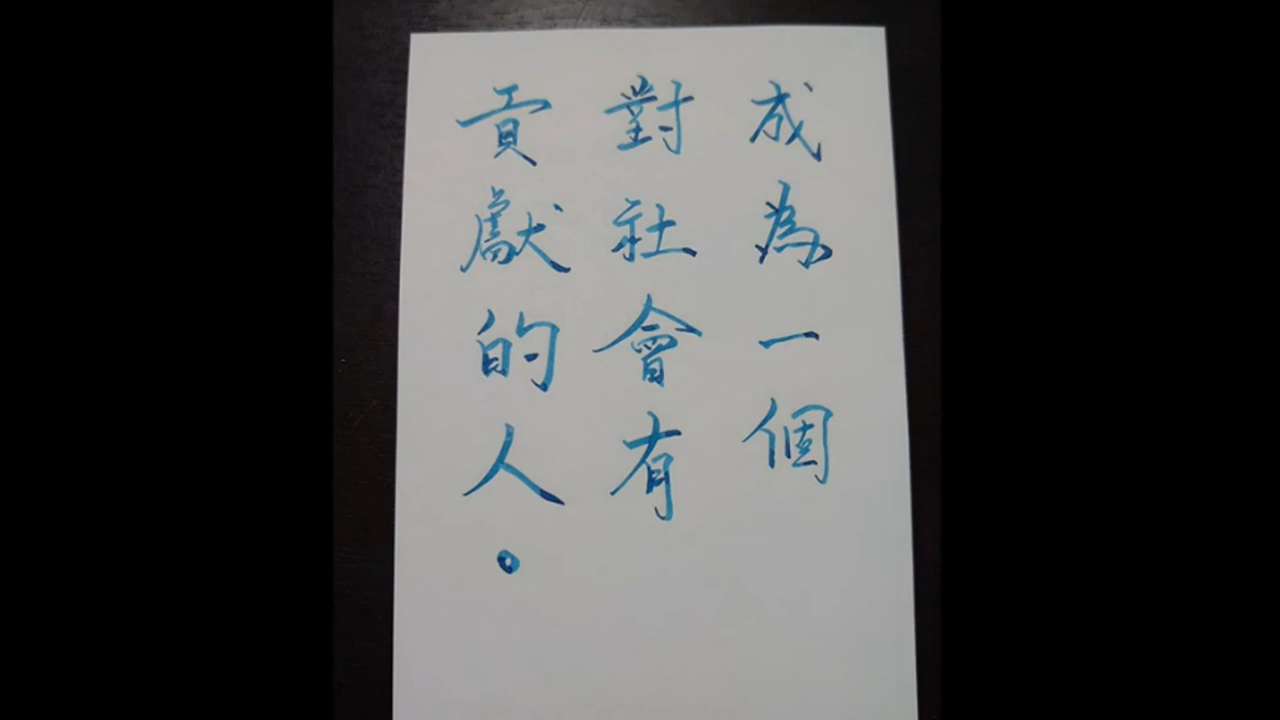 成為一個
對社會有
貢獻的人。